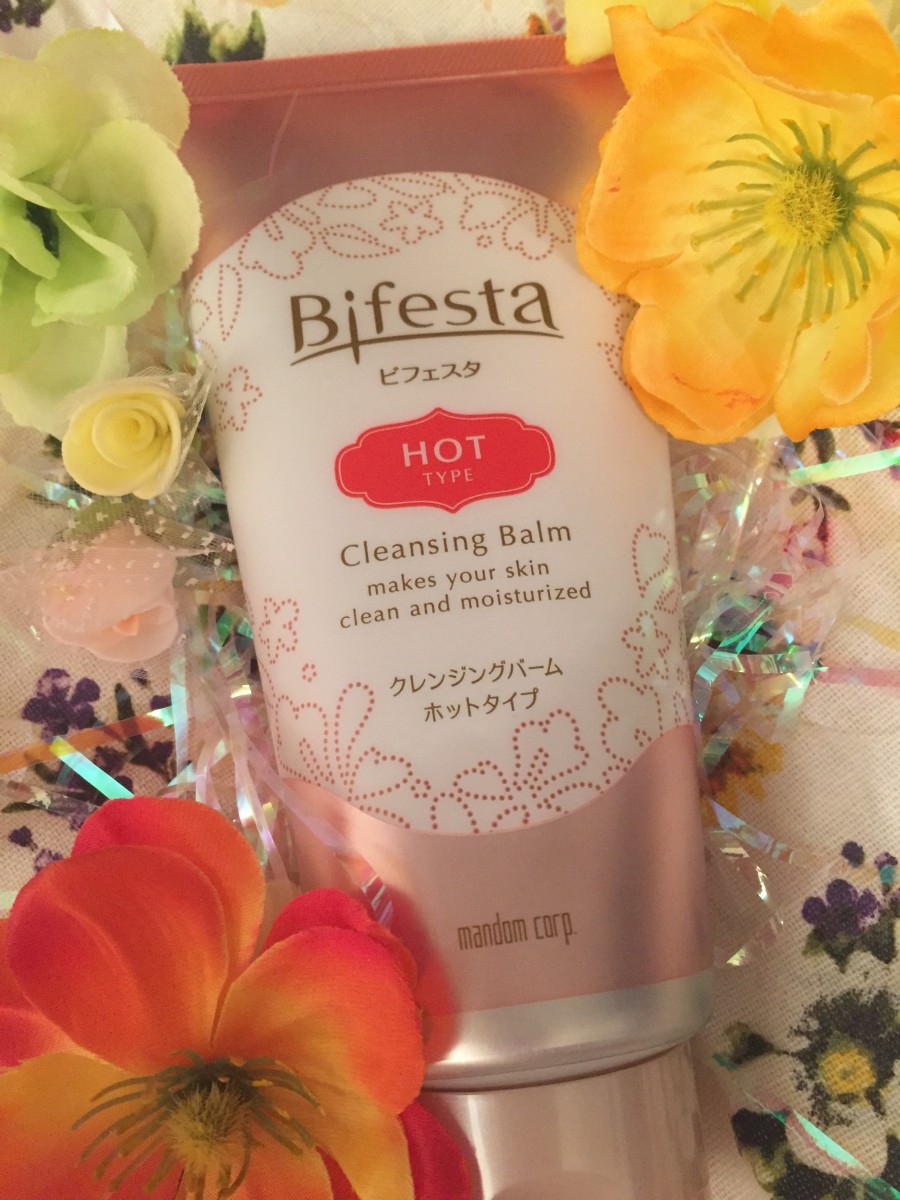 Bifesta
ビフェスタ
HOT
TYPE
Cleansing Balm
makes your skin
clean and moisturized
クレンジングバーム
ホットタイプ
mandom corp.